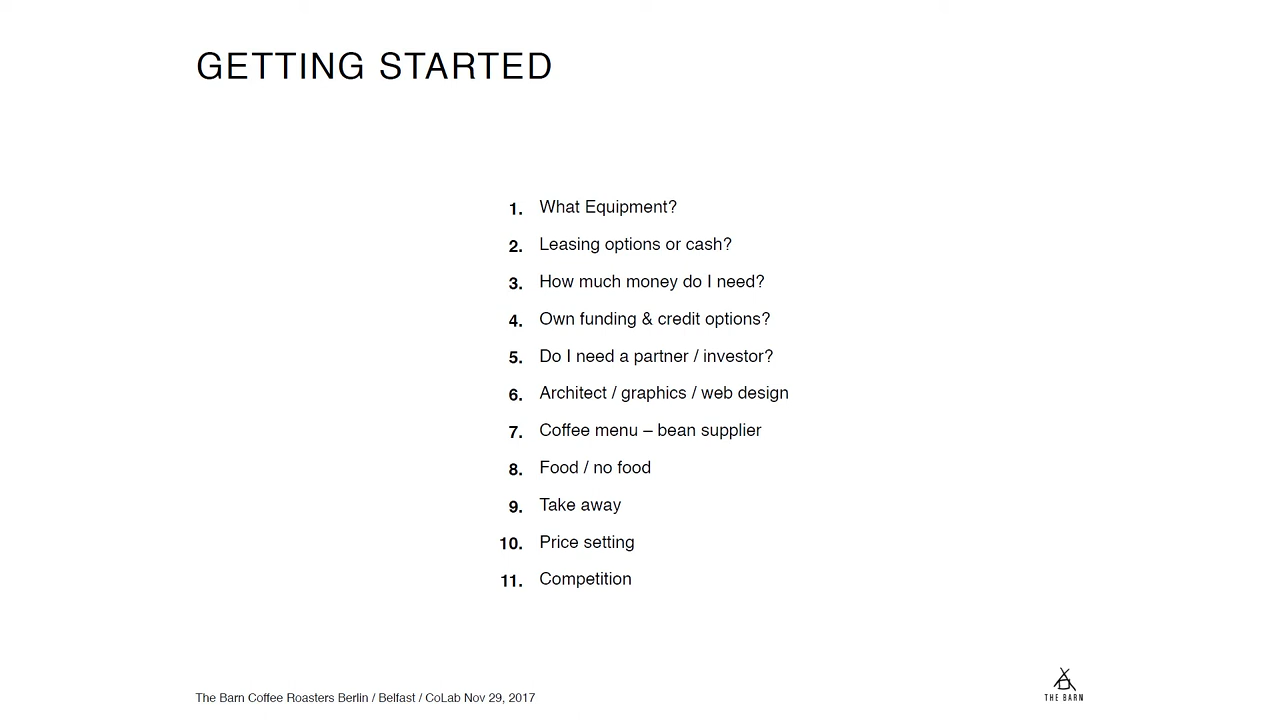 GETTING STARTED
1. What Equipment?
2. Leasing options or cash?
3. How much money do I need?
4. Own funding & credit options?
5. Do I need a partner / investor?
6. Architect / graphics / web design
7. Coffee menu – bean supplier
8. Food / no food
9. Take away
10. Price setting
11. Competition
The Barn Coffee Roasters Berlin / Belfast / CoLab Nov 29, 2017
THE BARN